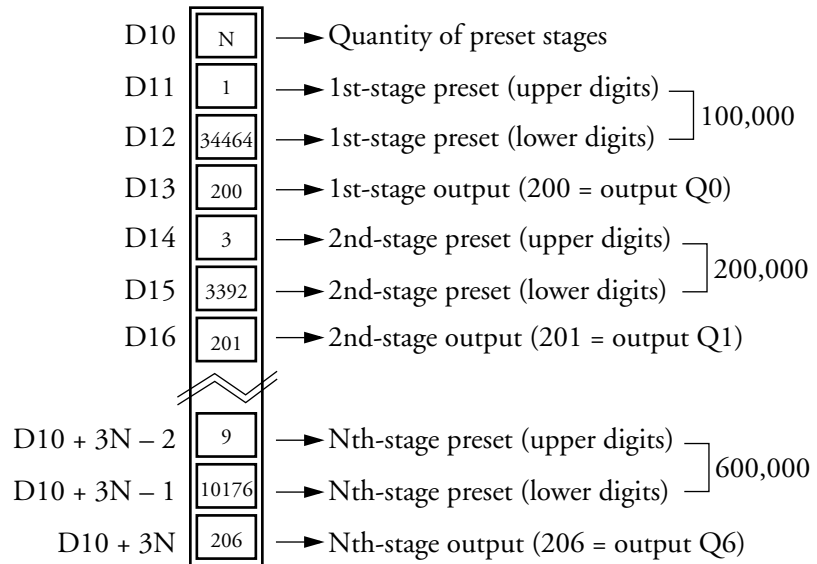 D10 N Quantity of preset stages
D11 1 1st-stage preset (upper digits)
100,000
D12 34464 1st-stage preset (lower digits)
D13 200 1st-stage output (200 = output Q0)
D14 3 2nd-stage preset (upper digits)
200,000
D15 3392 2nd-stage preset (lower digits)
D16 201 2nd-stage output (201 = output Q1)
D10 + 3N – 2 9 Nth-stage preset (upper digits)
600,000
D10 + 3N – 1 10176 Nth-stage preset (lower digits)
D10 + 3N 206 Nth-stage output (206 = output Q6)